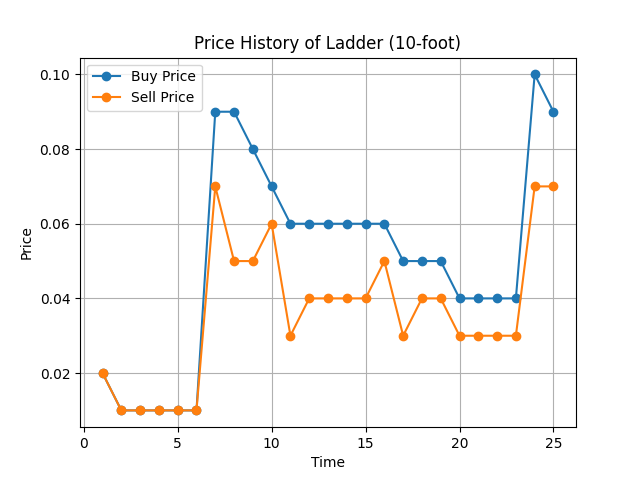 Price History of Ladder (10-foot)
Buy Price
Sell Price
Price
0.10
0.08
0.06
0.04
0.02
0 5 10 15 20 25
Time